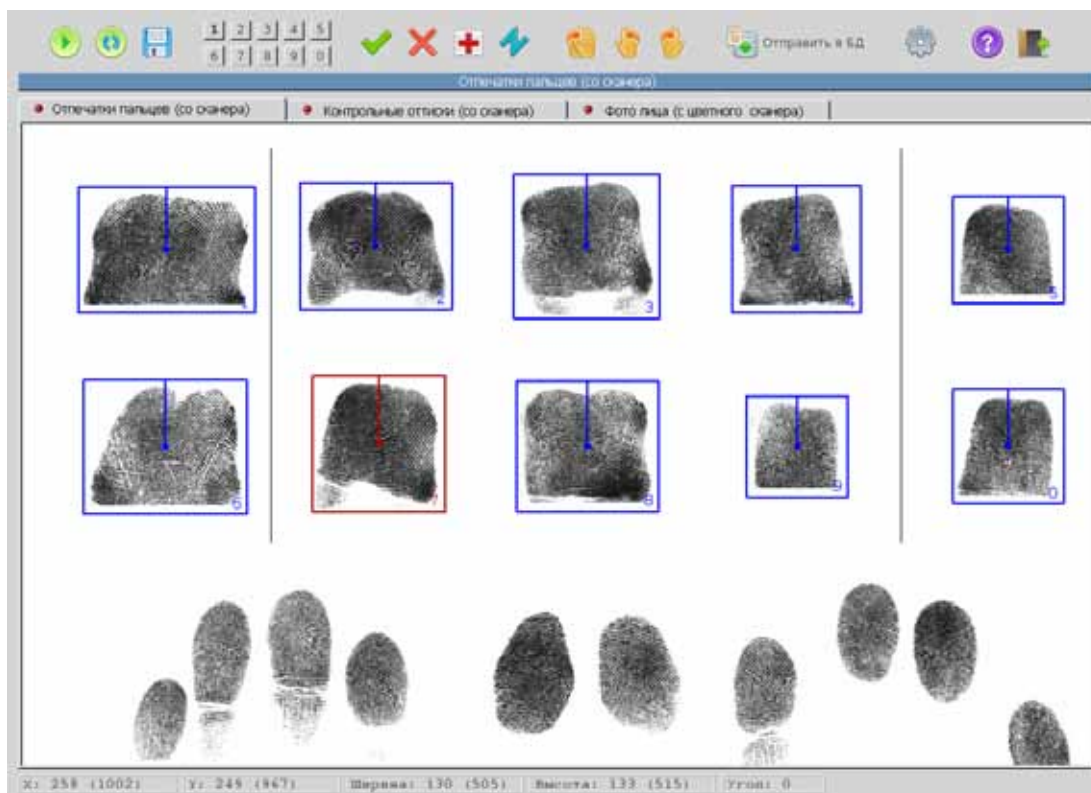 1 2 3 4 5
6 7 8 9 0
Отправить в БД
Отпечатки пальцев (со сканера)
Отпечатки пальцев (со сканера) Контрольные оттиски (со сканера) Фото лица (с цветного сканера)
1 2 3 4 5
6 7 8 9 0
X: 258 (1002) Y: 249 (967) Ширина: 130 (505) Высота: 133 (515) Угол: 0